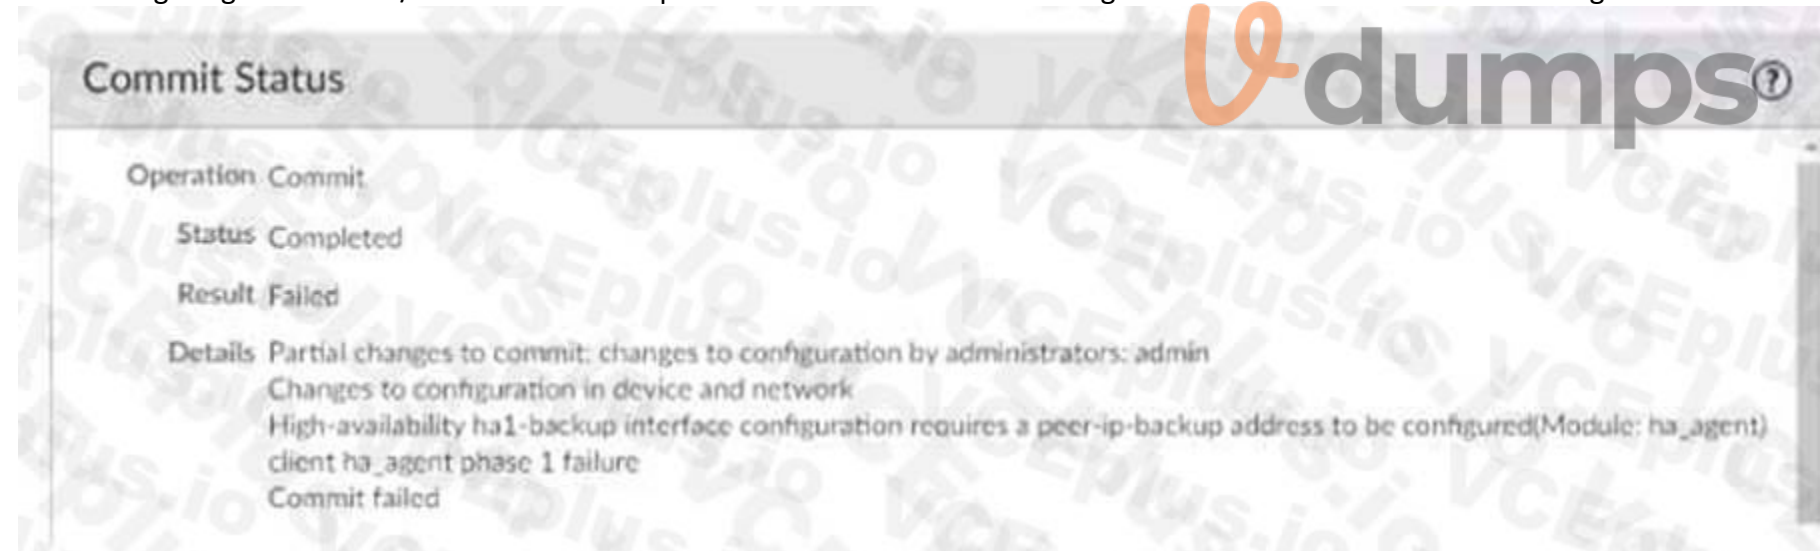 Commit Status
dumps
?
Operation Commit
Status Completed
Result Failed
Details Partial changes to commit: changes to configuration by administrators: admin
Changes to configuration in device and network
High-availability ha1-backup interface configuration requires a peer-ip-backup address to be configured(Module: ha_agent)
client ha_agent phase 1 failure
Commit failed
VCEplus.io